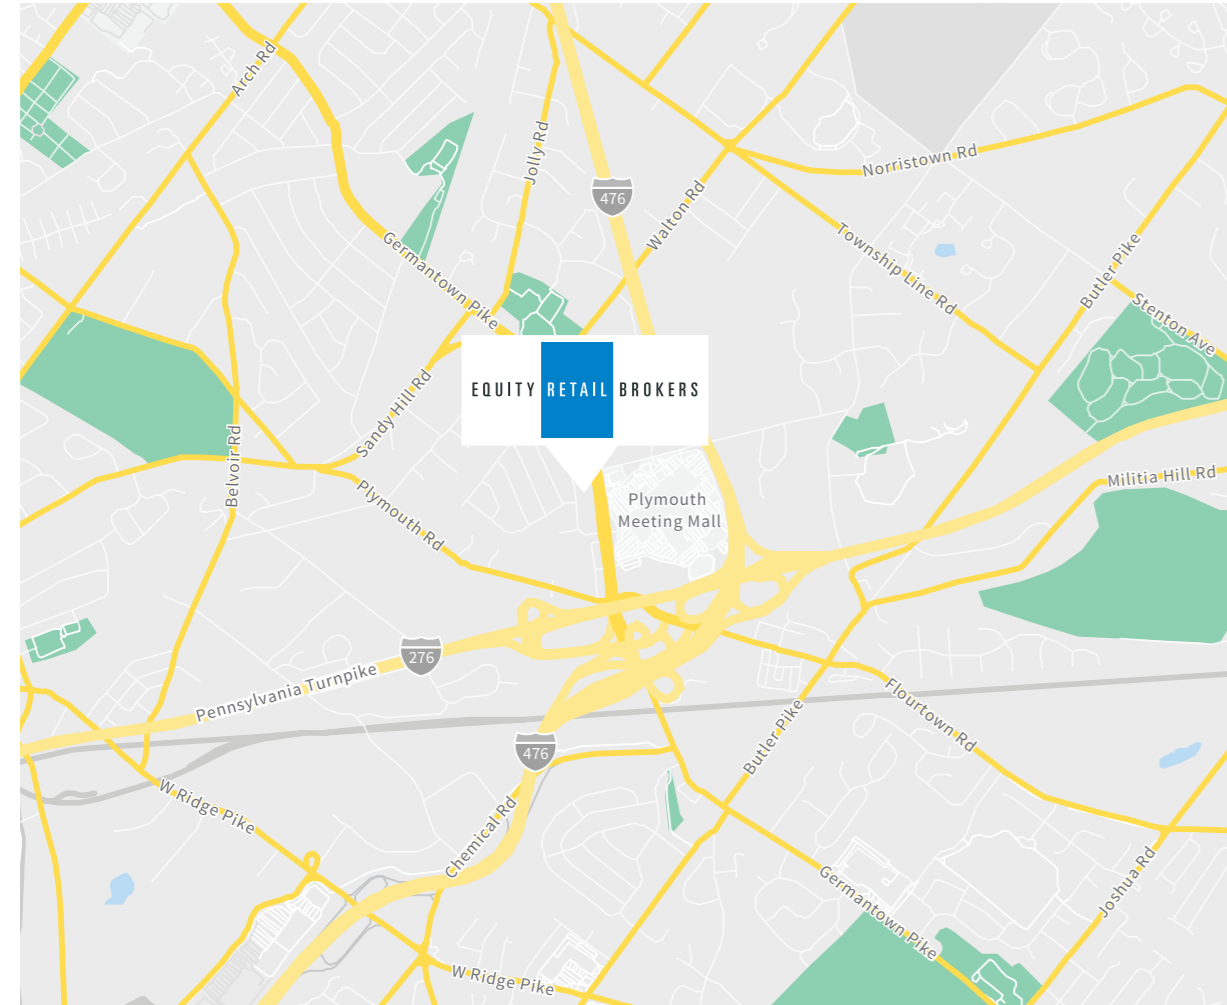 Arch Rd
Jolly Rd
Norristown Rd
476
Walton Rd
Germantown Pike
Township Line Rd
Butler Pike
Stenton Ave
EQUITY RETAIL BROKERS
Sandy Hill Rd
Belvoir Rd
Plymouth Rd
Plymouth
Meeting Mall
Militia Hill Rd
276
Pennsylvania Turnpike
Flourtown Rd
Butler Pike
476
W Ridge Pike
Chemical Rd
Germantown Pike
Joshua Rd
W Ridge Pike